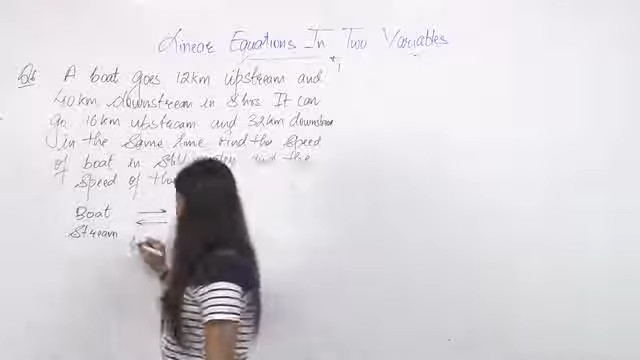 Linear Equations In Two Variables
Q6 A boat goes 12km upstream and
40km downstream in 8hrs It can
go 16km upstream and 32km downstream
in the same time Find the speed
of boat in still water and the
speed of the
Boat
Stream